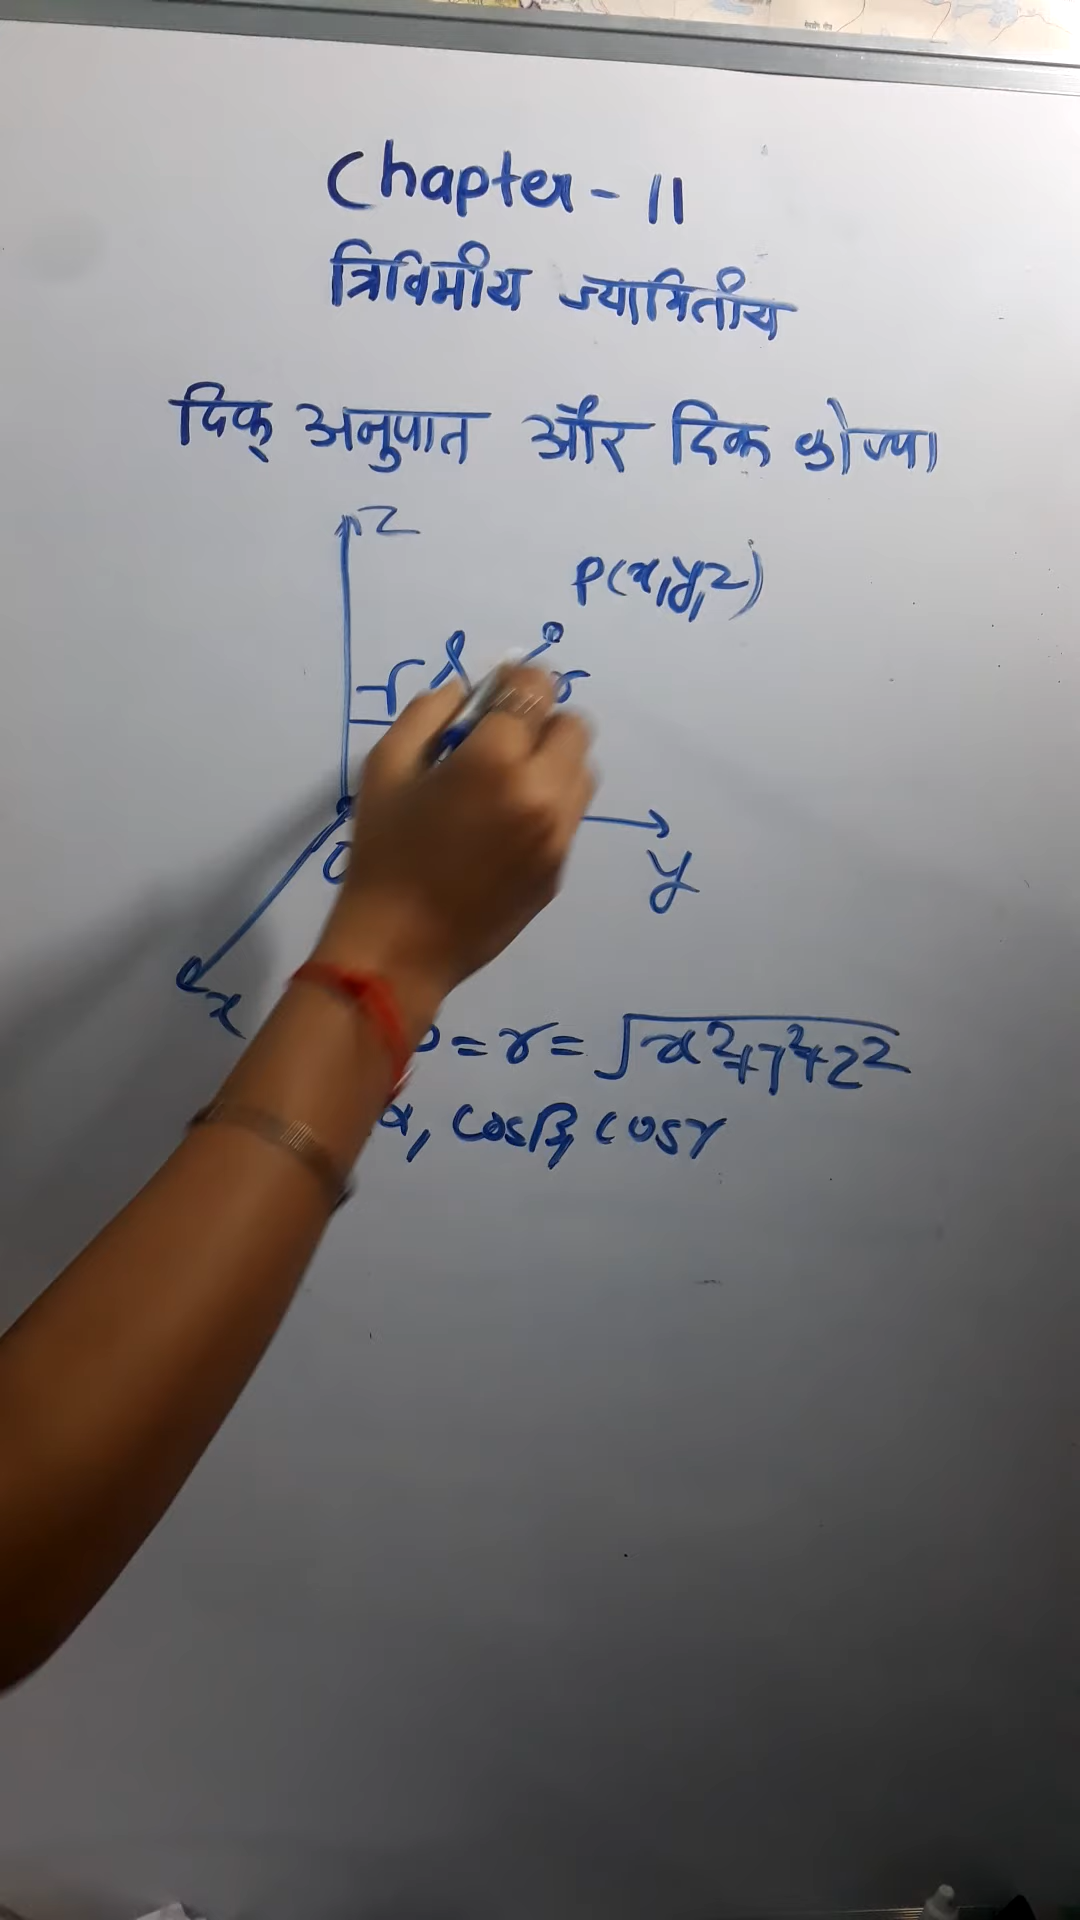 Chapter - 11
त्रिविमीय ज्यामितीय
दिक् अनुपात और दिक कोज्या
Z
P(x,y,z)
r
O
y
x
= r = √x²+y²+z²
α, cosβ, cosγ